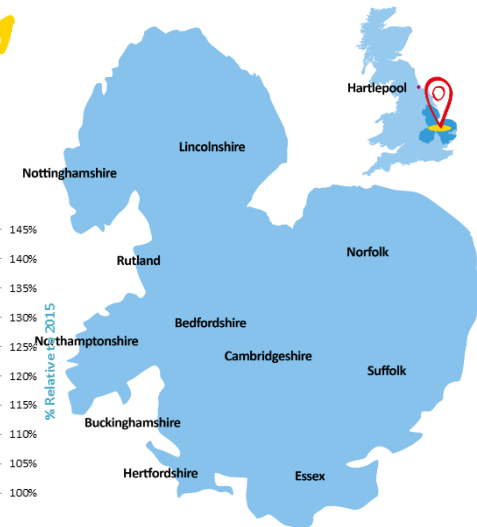 Hartlepool
Lincolnshire
Nottinghamshire
145%
Norfolk
140%
Rutland
135%
130%
Bedfordshire
Northamptonshire
125%
Cambridgeshire
120%
Suffolk
115%
% Relative to 2015
Buckinghamshire
110%
105%
Hertfordshire
Essex
100%